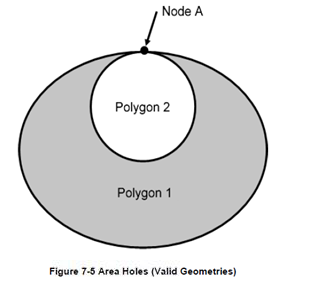 Node A
Polygon 2
Polygon 1
Figure 7-5 Area Holes (Valid Geometries)